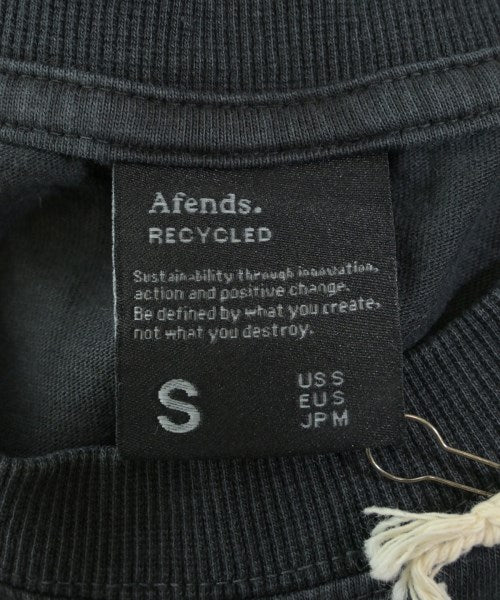 Afends.
RECYCLED
Sustainability through innovation,
action and positive change.
Be defined by what you create,
not what you destroy.
S
US S
EU S
JP M